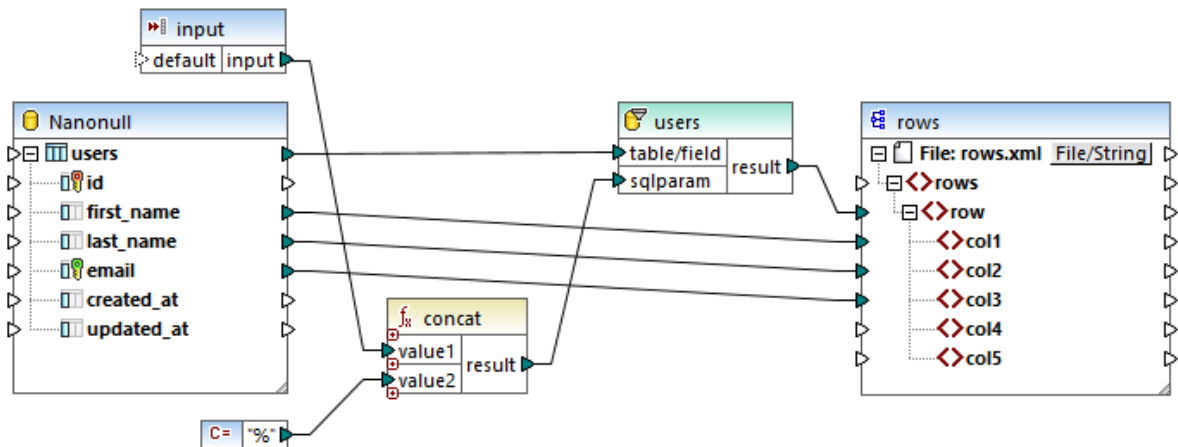 input
default input
Nanonull
users
id
first_name
last_name
email
created_at
updated_at
users
table/field
sqlparam
result
fx concat
value1
value2
result
C= "%"
rows
File: rows.xml File/String
rows
row
col1
col2
col3
col4
col5